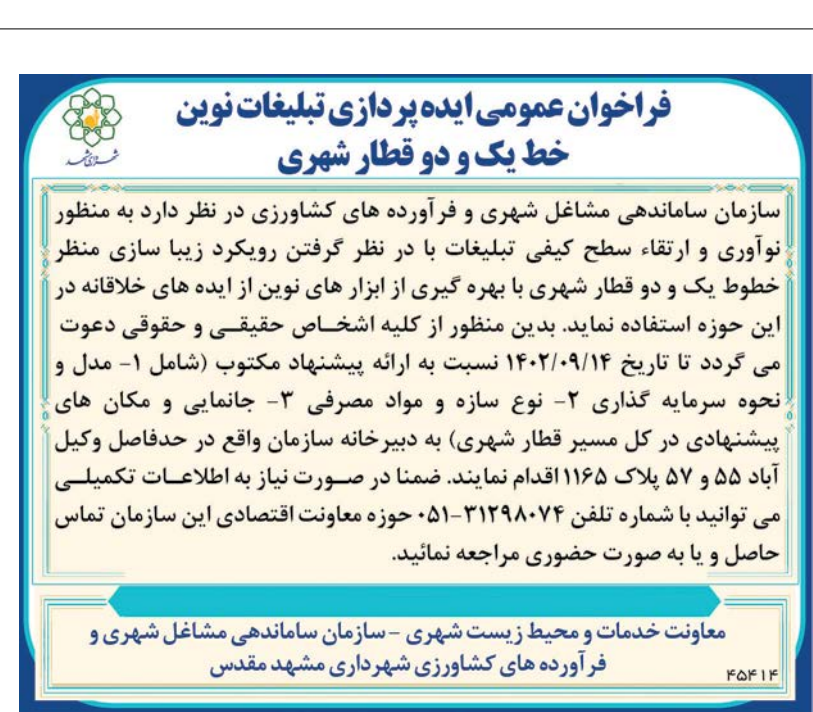 فراخوان عمومی ایده پردازی تبلیغات نوین
خط یک و دو قطار شهری
سازمان ساماندهی مشاغل شهری و فرآورده های کشاورزی در نظر دارد به منظور
نوآوری و ارتقاء سطح کیفی تبلیغات با در نظر گرفتن رویکرد زیبا سازی منظر
خطوط یک و دو قطار شهری با بهره گیری از ابزار های نوین از ایده های خلاقانه در
این حوزه استفاده نماید. بدین منظور از کلیه اشخـاص حقیقـی و حقوقی دعوت
می گردد تا تاریخ ۱۴۰۲/۰۹/۱۴ نسبت به ارائه پیشنهاد مکتوب (شامل ۱- مدل و
نحوه سرمایه گذاری ۲- نوع سازه و مواد مصرفی ۳- جانمایی و مکان های
پیشنهادی در کل مسیر قطار شهری) به دبیرخانه سازمان واقع در حدفاصل وکیل
آباد ۵۵ و ۵۷ پلاک ۱۱۶۵ اقدام نمایند. ضمنا در صـورت نیاز به اطلاعـات تکمیلـی
می توانید با شماره تلفن ۳۱۲۹۸۰۷۴-۰۵۱ حوزه معاونت اقتصادی این سازمان تماس
حاصل و یا به صورت حضوری مراجعه نمائید.
معاونت خدمات و محیط زیست شهری - سازمان ساماندهی مشاغل شهری و
فرآورده های کشاورزی شهرداری مشهد مقدس
۴۵۴۱۴